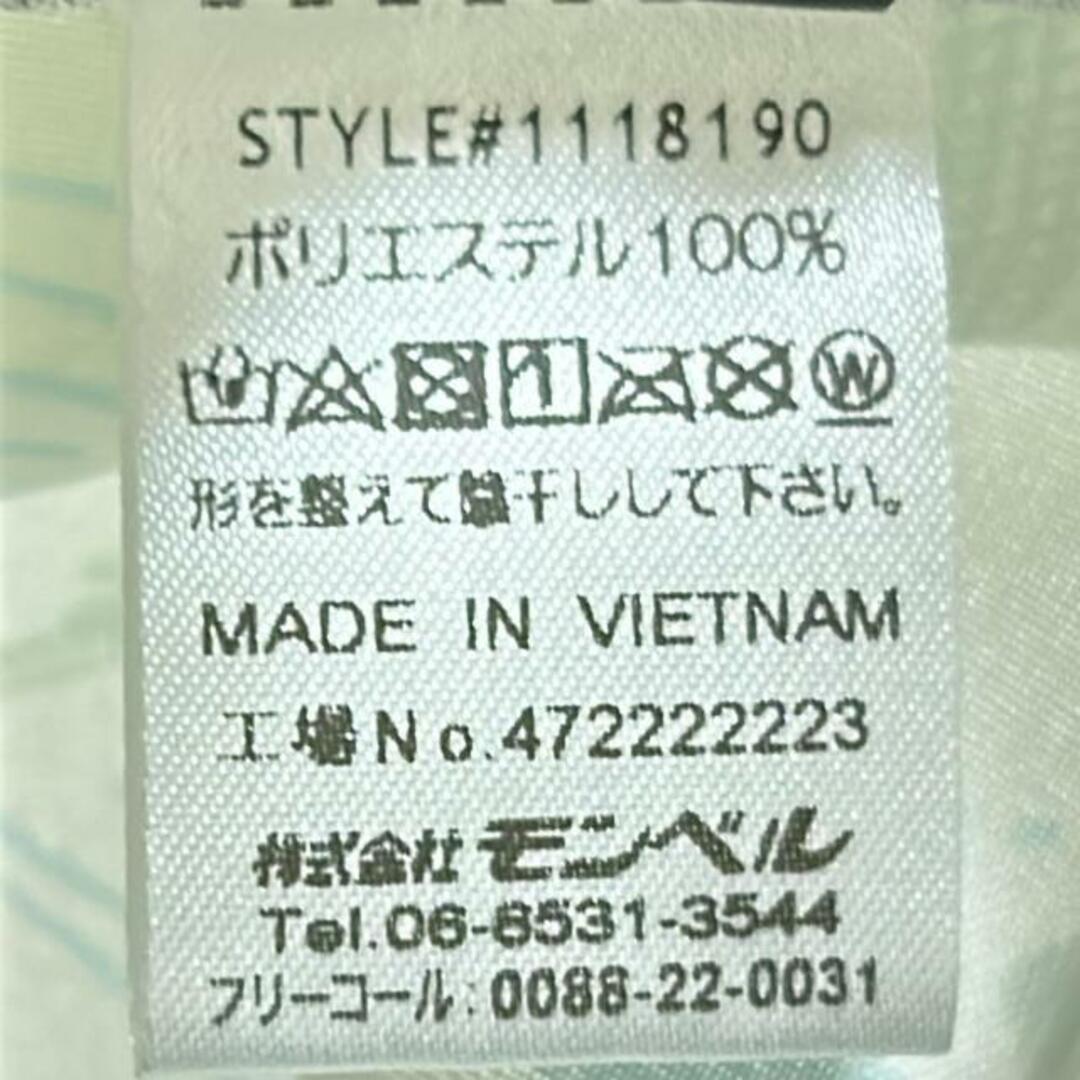 STYLE#1118190
ポリエステル100%
W
形を整えて陰干しして下さい。
MADE IN VIETNAM
工場No.472222223
株式会社モンベル
Tel.06-6531-3544
フリーコール:0088-22-0031